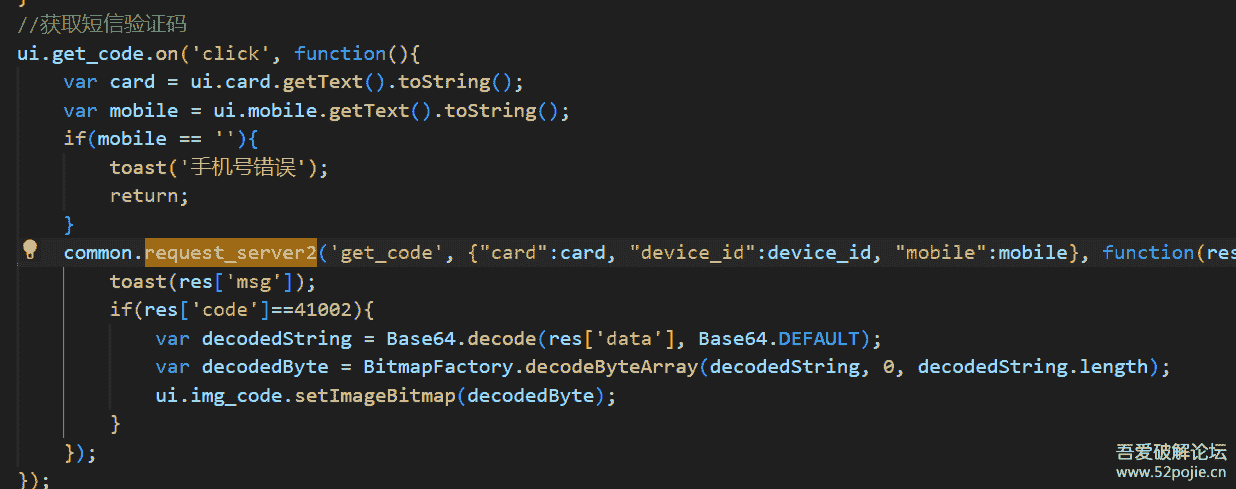 }
//获取短信验证码
ui.get_code.on('click', function(){
    var card = ui.card.getText().toString();
    var mobile = ui.mobile.getText().toString();
    if(mobile == ''){
        toast('手机号错误');
        return;
    }
    common.request_server2('get_code', {"card":card, "device_id":device_id, "mobile":mobile}, function(res
        toast(res['msg']);
        if(res['code']==41002){
            var decodedString = Base64.decode(res['data'], Base64.DEFAULT);
            var decodedByte = BitmapFactory.decodeByteArray(decodedString, 0, decodedString.length);
            ui.img_code.setImageBitmap(decodedByte);
        }
    });
});
吾爱破解论坛
www.52pojie.cn